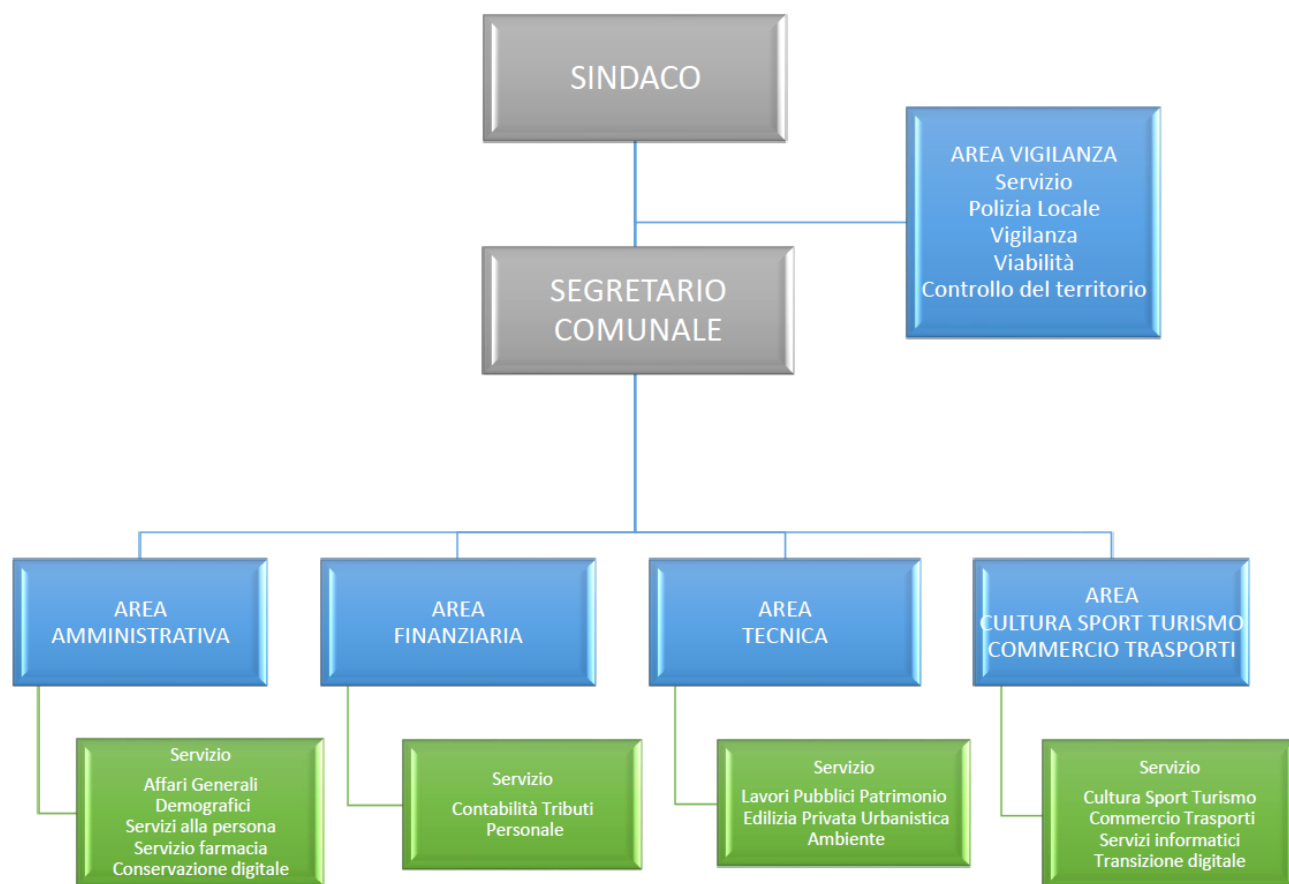 SINDACO
AREA VIGILANZA
Servizio
Polizia Locale
Vigilanza
Viabilità
Controllo del territorio
SEGRETARIO
COMUNALE
AREA
AMMINISTRATIVA
AREA
FINANZIARIA
AREA
TECNICA
AREA
CULTURA SPORT TURISMO
COMMERCIO TRASPORTI
Servizio
Affari Generali
Demografici
Servizi alla persona
Servizio farmacia
Conservazione digitale
Servizio
Contabilità Tributi
Personale
Servizio
Lavori Pubblici Patrimonio
Edilizia Privata Urbanistica
Ambiente
Servizio
Cultura Sport Turismo
Commercio Trasporti
Servizi informatici
Transizione digitale